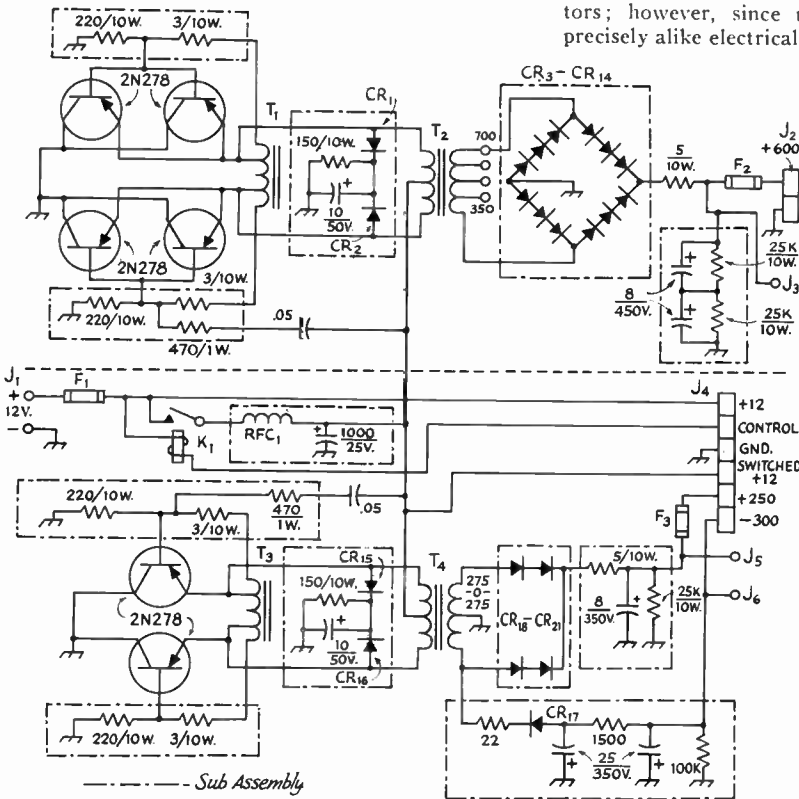 tors; however, since
precisely alike electrical
220/10W.
3/10W.
2N278
T1
CR1
150/10W.
10
50V.
CR2
T2
700
350
CR3-CR14
5
10W.
F2
J2
+600
2N278
3/10W.
220/10W.
470/1W.
.05
8
450V.
25K
10W.
J3
25K
10W.
J1
+
12V.
-
F1
K1
RFC1
1000
25V.
J4
+12
CONTROL
GND.
SWITCHED
+12
+250
-300
220/10W.
3/10W.
470
1W.
.05
F3
T3
CR15
150/10W.
10
50V.
CR16
2N278
T4
275
-0-
275
CR18-CR21
5/10W.
8
350V.
25K
10W.
J5
J6
220/10W.
3/10W.
22
CR17
1500
25
350V.
100K
Sub Assembly